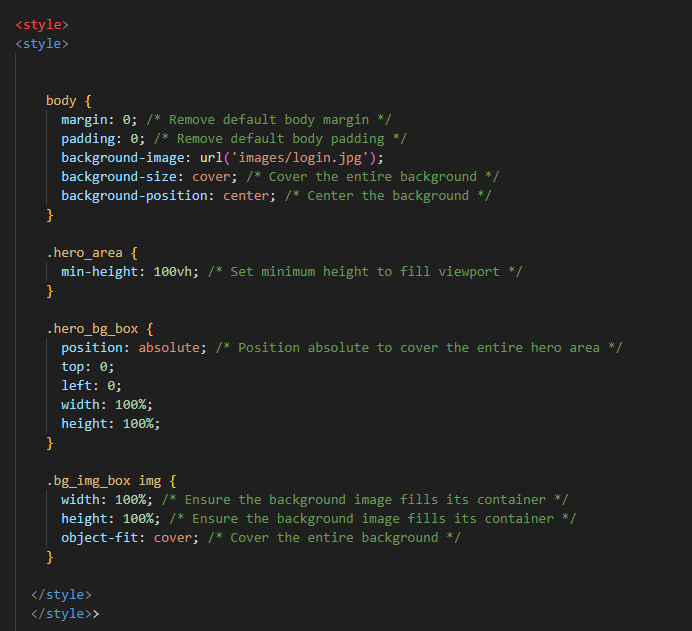 <style>
<style>
body {
margin: 0; /* Remove default body margin */
padding: 0; /* Remove default body padding */
background-image: url('images/login.jpg');
background-size: cover; /* Cover the entire background */
background-position: center; /* Center the background */
}
.hero_area {
min-height: 100vh; /* Set minimum height to fill viewport */
}
.hero_bg_box {
position: absolute; /* Position absolute to cover the entire hero area */
top: 0;
left: 0;
width: 100%;
height: 100%;
}
.bg_img_box img {
width: 100%; /* Ensure the background image fills its container */
height: 100%; /* Ensure the background image fills its container */
object-fit: cover; /* Cover the entire background */
}
</style>
</style>>